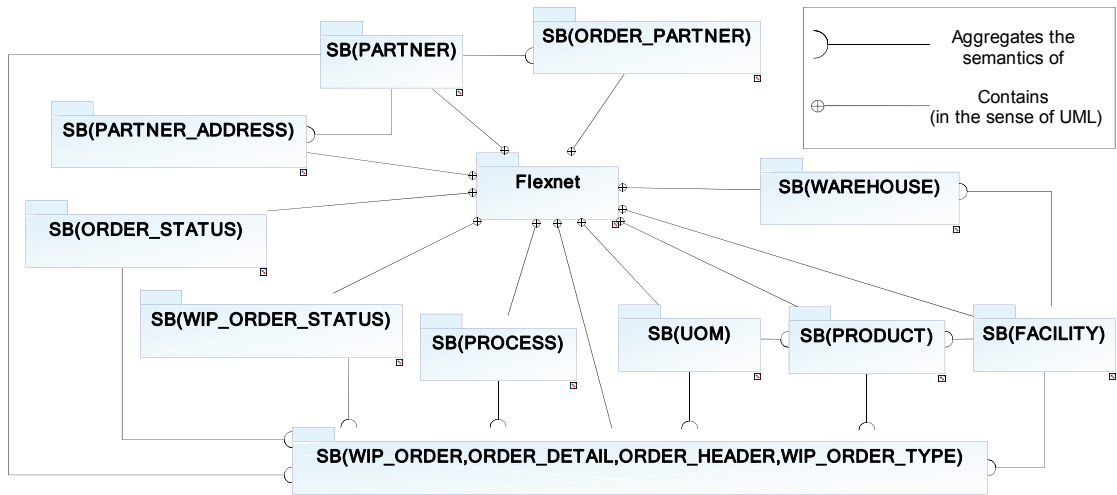 SB(PARTNER)
SB(ORDER_PARTNER)
Aggregates the
semantics of
Contains
(in the sense of UML)
SB(PARTNER_ADDRESS)
Flexnet
SB(WAREHOUSE)
SB(ORDER_STATUS)
SB(WIP_ORDER_STATUS)
SB(PROCESS)
SB(UOM)
SB(PRODUCT)
SB(FACILITY)
SB(WIP_ORDER,ORDER_DETAIL,ORDER_HEADER,WIP_ORDER_TYPE)